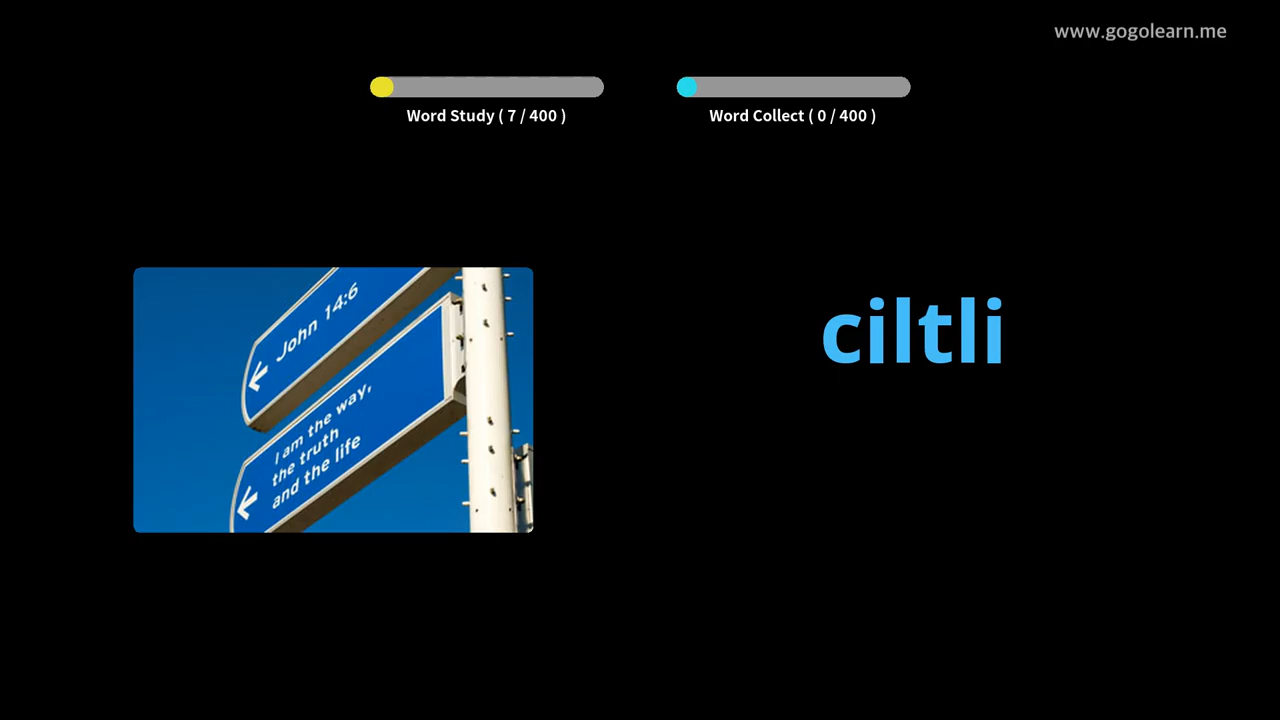 www.gogolearn.me
Word Study ( 7 / 400 )
Word Collect ( 0 / 400 )
John 14:6
I am the way,
the truth
and the life
ciltli